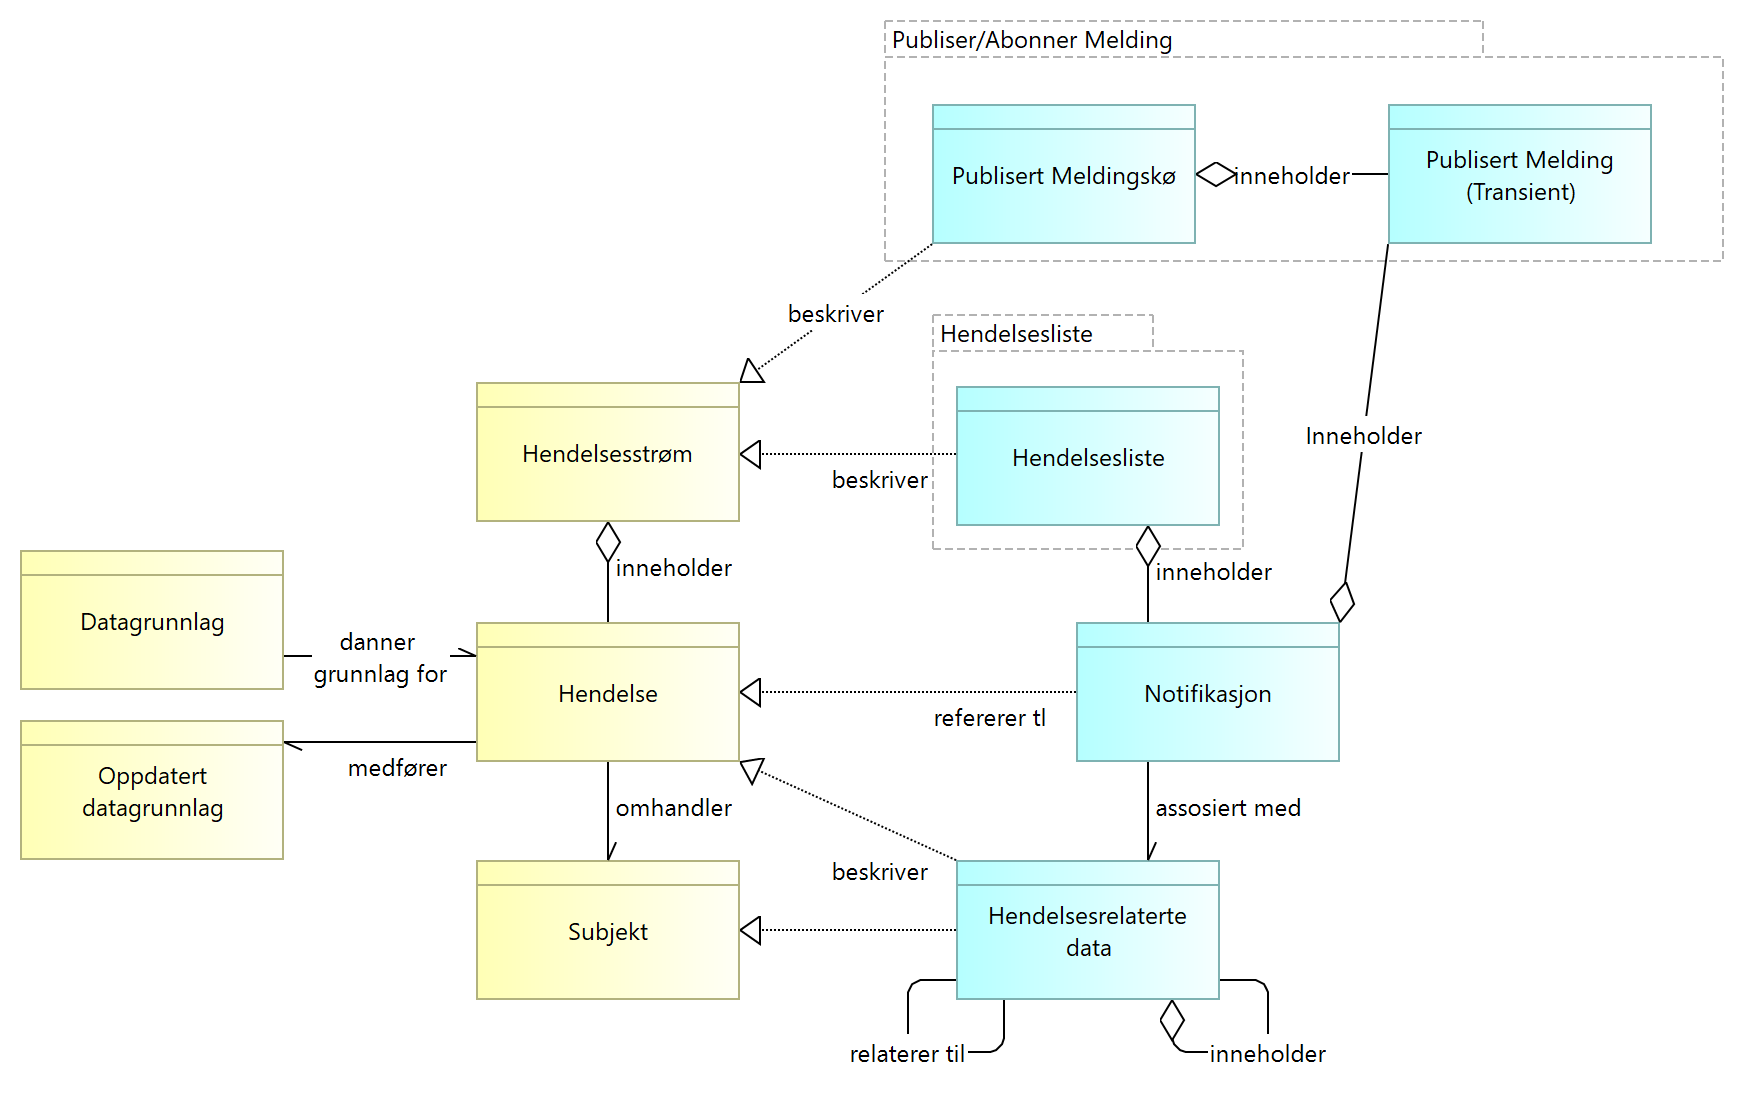 Publiser/Abonner Melding
Publisert Meldingskø
inneholder
Publisert Melding
(Transient)
beskriver
Hendelsesliste
Hendelsesstrøm
Hendelsesliste
beskriver
Inneholder
inneholder
inneholder
Datagrunnlag
danner
grunnlag for
Hendelse
refererer tl
Notifikasjon
medfører
Oppdatert
datagrunnlag
omhandler
assosiert med
beskriver
Subjekt
Hendelsesrelaterte
data
relaterer til
inneholder